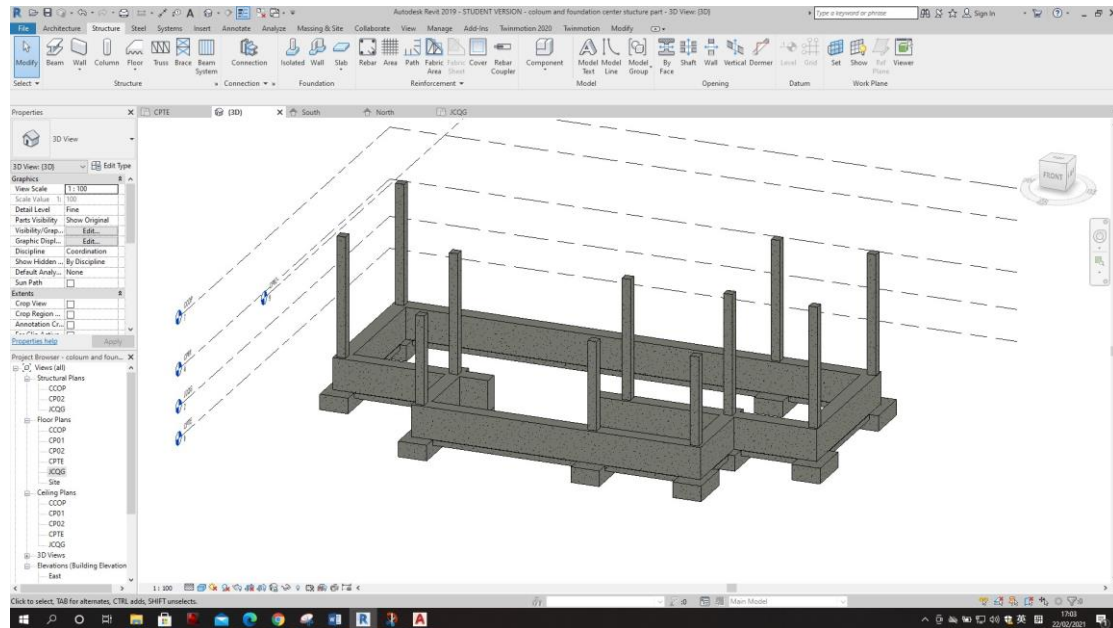 Autodesk Revit 2019 - STUDENT VERSION - coloum and foundation center stucture part - 3D View: {3D}
Type a keyword or phrase
Sign In
File Architecture Structure Steel Systems Insert Annotate Analyze Massing & Site Collaborate View Manage Add-Ins Twinmotion 2020 Twinmotion Modify
Modify Beam Wall Column Floor Truss Brace Beam System Connection Isolated Wall Slab Rebar Area Path Fabric Area Fabric Sheet Cover Rebar Coupler Component Model Text Model Line Model Group By Face Shaft Wall Vertical Dormer Level Grid Set Show Ref Plane Viewer
Select Structure Connection Foundation Reinforcement Model Opening Datum Work Plane
Properties
CPTE {3D} South North JCQG
3D View
3D View: {3D} Edit Type
Graphics
View Scale 1 : 100
Scale Value 1: 100
Detail Level Fine
Parts Visibility Show Original
Visibility/Grap... Edit...
Graphic Displ... Edit...
Discipline Coordination
Show Hidden ... By Discipline
Default Analy... None
Sun Path
Extents
Crop View
Crop Region ...
Annotation Cr...
Properties help Apply
Project Browser - coloum and foun...
Views (all)
Structural Plans
CCOP
CP02
JCQG
Floor Plans
CCOP
CP01
CP02
CPTE
JCQG
Site
Ceiling Plans
CCOP
CP01
CP02
CPTE
JCQG
3D Views
Elevations (Building Elevation
East
FRONT
CCOP
1 : 100
Click to select, TAB for alternates, CTRL adds, SHIFT unselects.
Main Model
17:03
22/02/2021